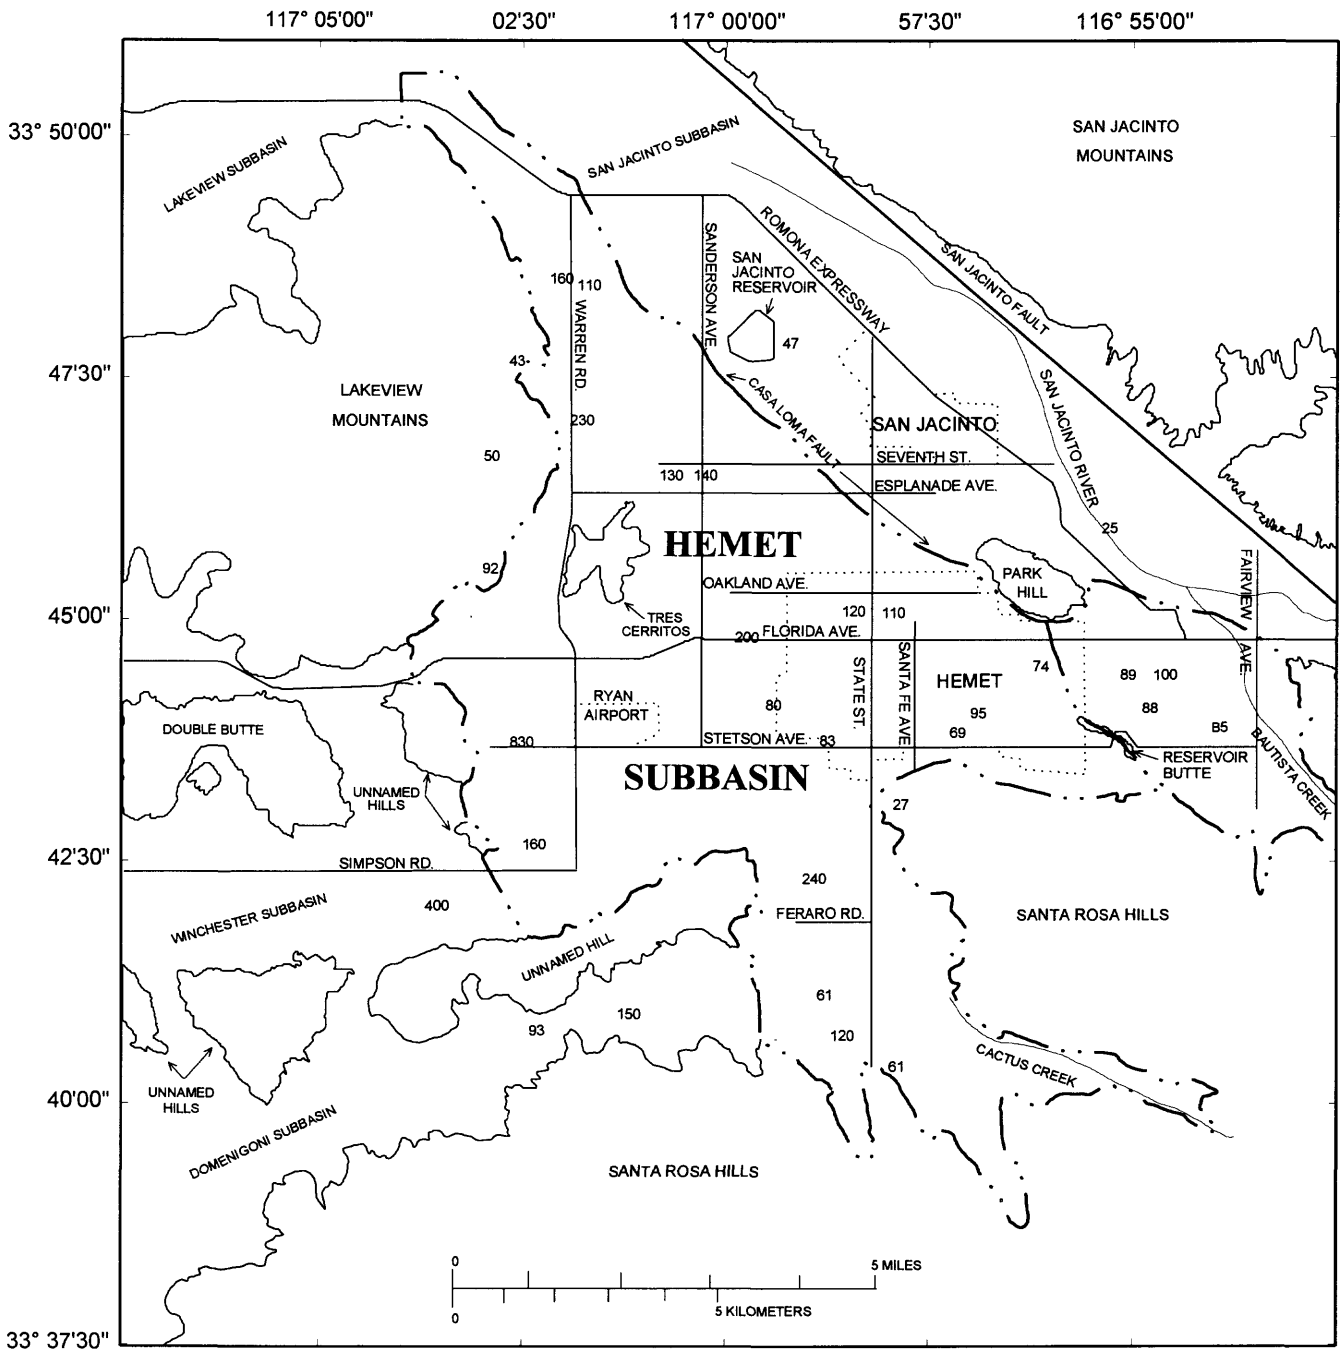 117° 05'00" 02'30" 117° 00'00" 57'30" 116° 55'00"
33° 50'00"
SAN JACINTO
MOUNTAINS
SAN JACINTO SUBBASIN
LAKEVIEW SUBBASIN
ROMONA EXPRESSWAY
SANDERSON AVE.
SAN
JACINTO
RESERVOIR
SAN JACINTO FAULT
160 110
WARREN RD.
47
43
47'30"
LAKEVIEW
MOUNTAINS
CASA LOMA FAULT
SAN JACINTO RIVER
230
SAN JACINTO
50
SEVENTH ST.
130 140
ESPLANADE AVE.
25
HEMET
92
PARK
HILL
FAIRVIEW AVE.
OAKLAND AVE.
45'00"
TRES
CERRITOS
120 110
200 FLORIDA AVE.
STATE ST.
SANTA FE AVE
74
89 100
HEMET
RYAN
AIRPORT
80
95
88
DOUBLE BUTTE
69
B5
830
STETSON AVE.
83
BAUTISTA CREEK
RESERVOIR
BUTTE
SUBBASIN
UNNAMED
HILLS
27
160
42'30"
SIMPSON RD.
240
400
FERARO RD.
SANTA ROSA HILLS
WINCHESTER SUBBASIN
UNNAMED HILL
61
150
93
120
CACTUS CREEK
61
UNNAMED
HILLS
40'00"
DOMENIGONI SUBBASIN
SANTA ROSA HILLS
0
5 MILES
5 KILOMETERS
0
33° 37'30"